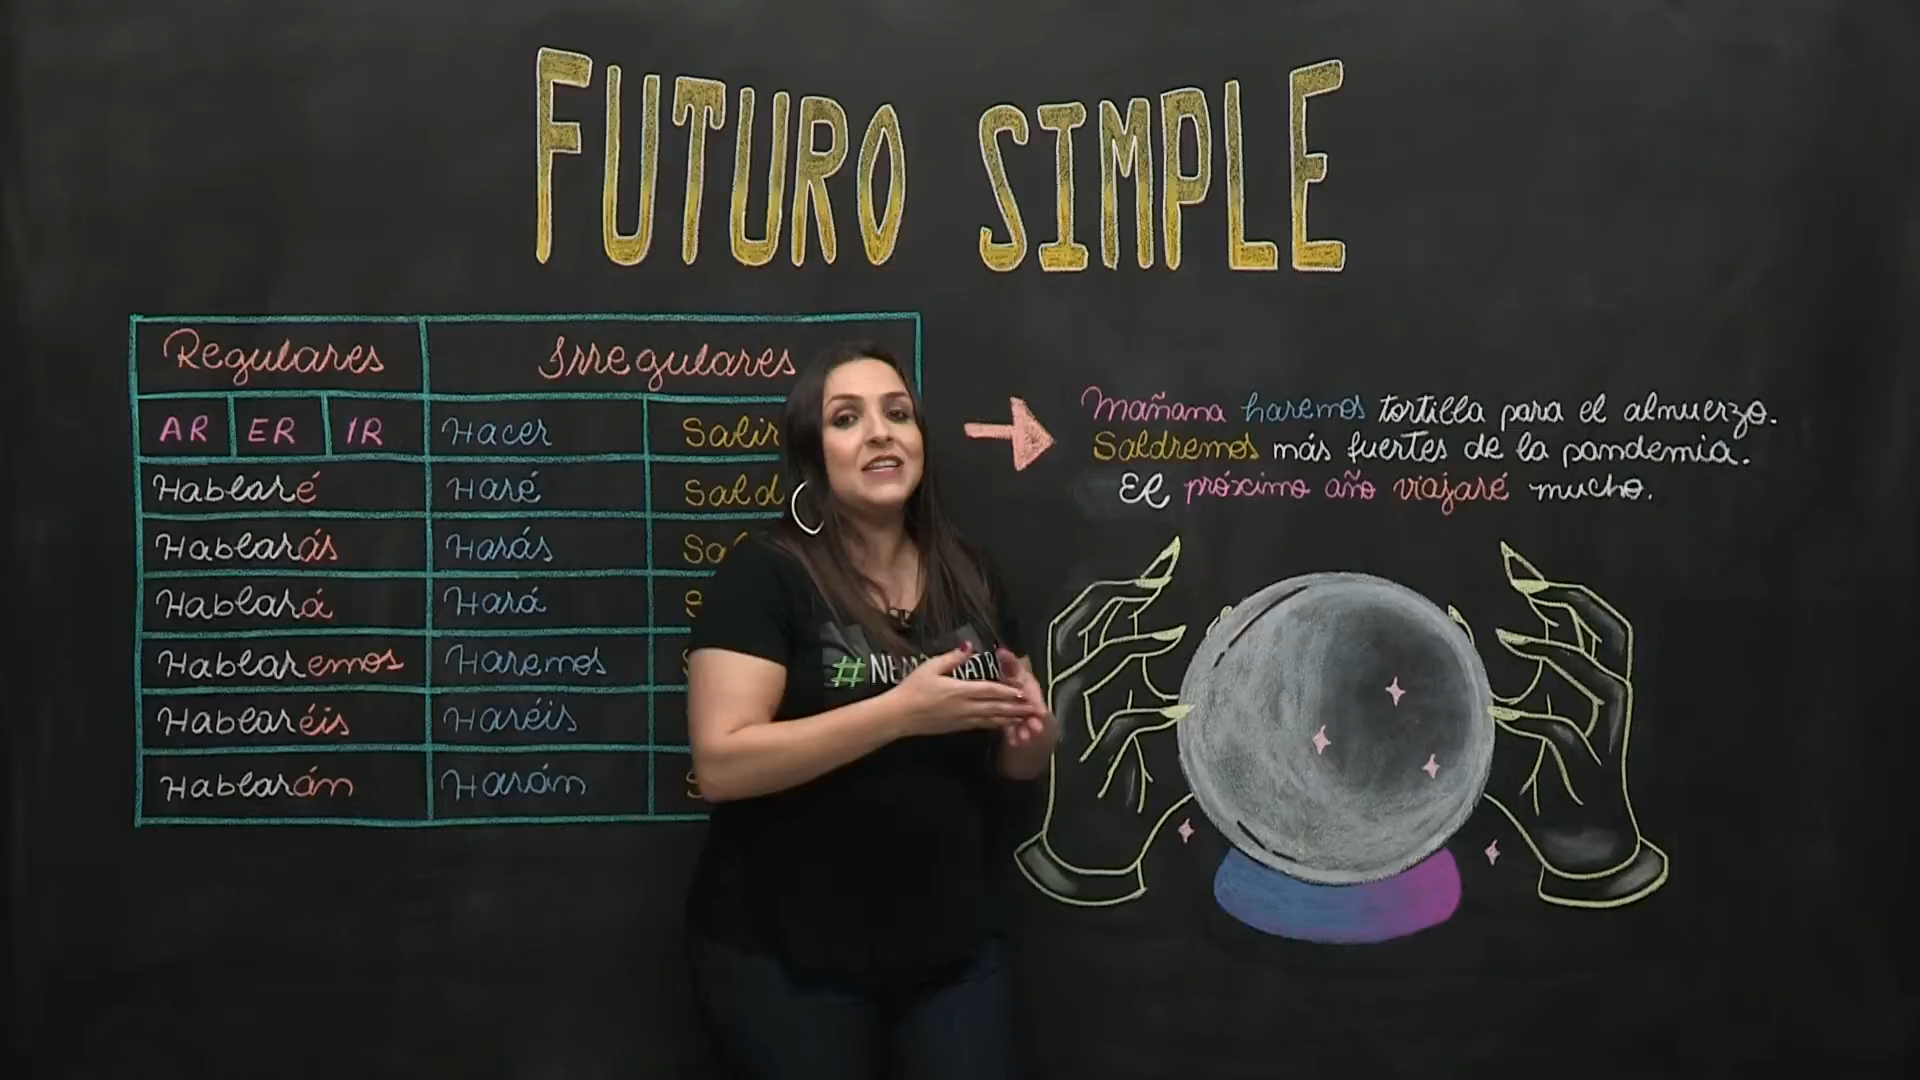 FUTURO SIMPLE
Regulares Irregulares
AR ER IR Hacer Salir
Hablaré Haré
Hablarás Harás
Hablará Hará
Hablaremos Haremos
Hablaréis Haréis
Hablarán Harán
Mañana haremos tortilla para el almuerzo.
Saldremos más fuertes de la pandemia.
El próximo año viajaré mucho.